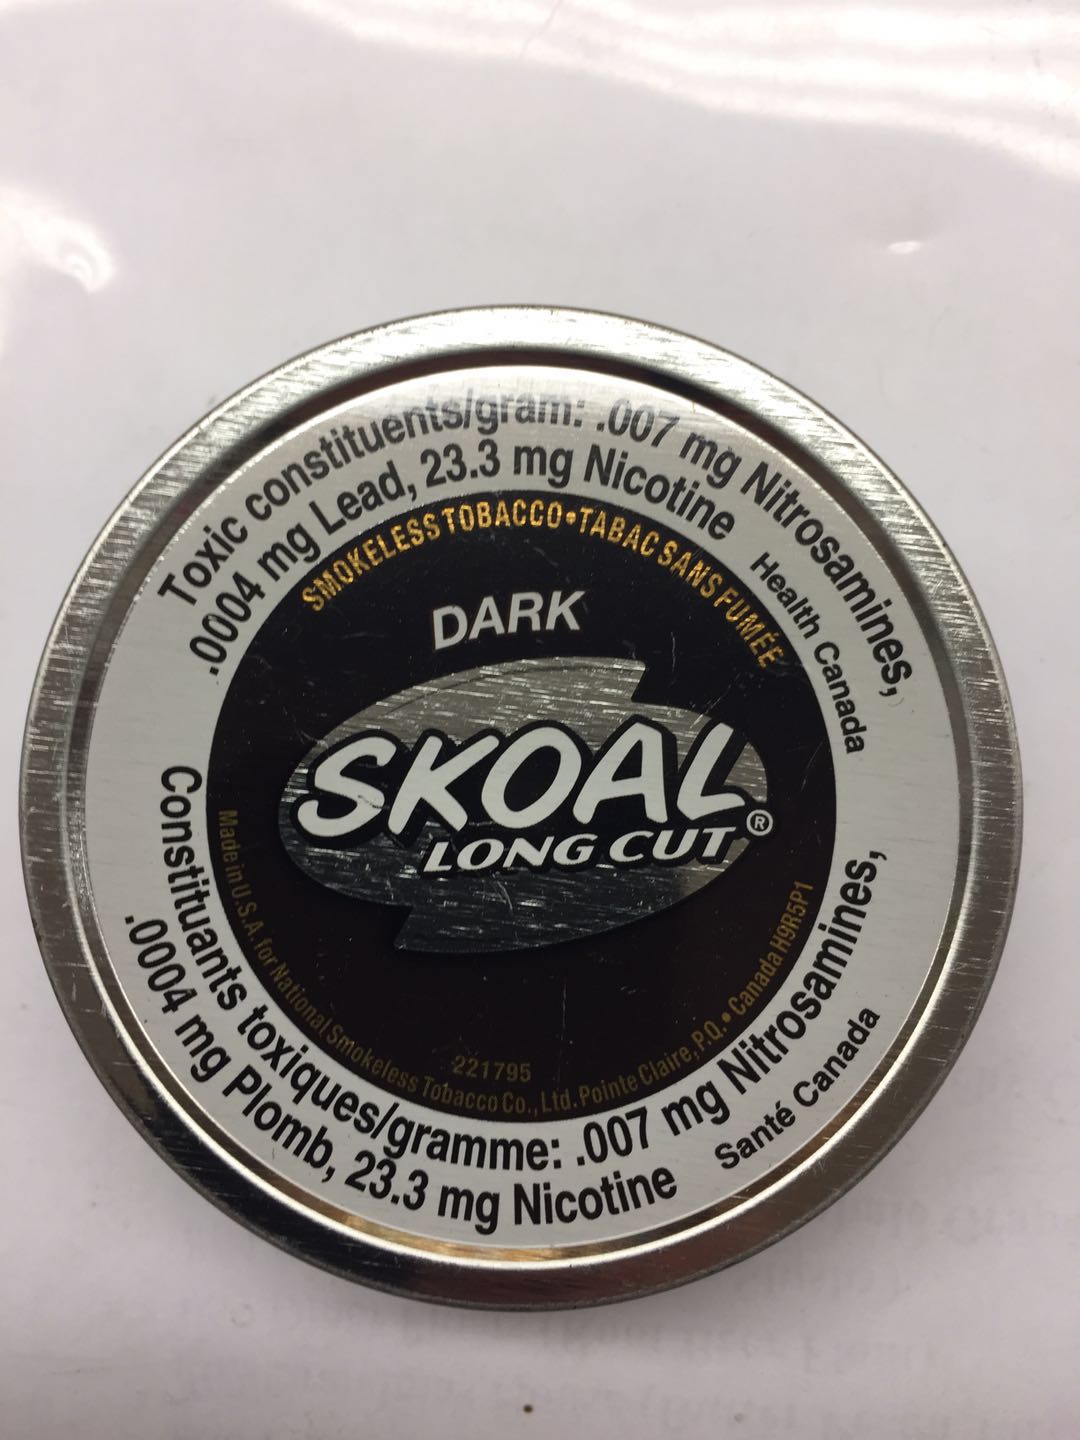 Toxic constituents/gram: .007 mg Nitrosamines,
.0004 mg Lead, 23.3 mg Nicotine
Health Canada
SMOKELESS TOBACCO•TABAC SANS FUMÉE
DARK
SKOAL
LONG CUT®
221795
Made in U.S.A for National Smokeless Tobacco Co., Ltd. Pointe Claire, P.Q. • Canada H9R5P1
Constituants toxiques/gramme: .007 mg Nitrosamines,
.0004 mg Plomb, 23.3 mg Nicotine
Santé Canada